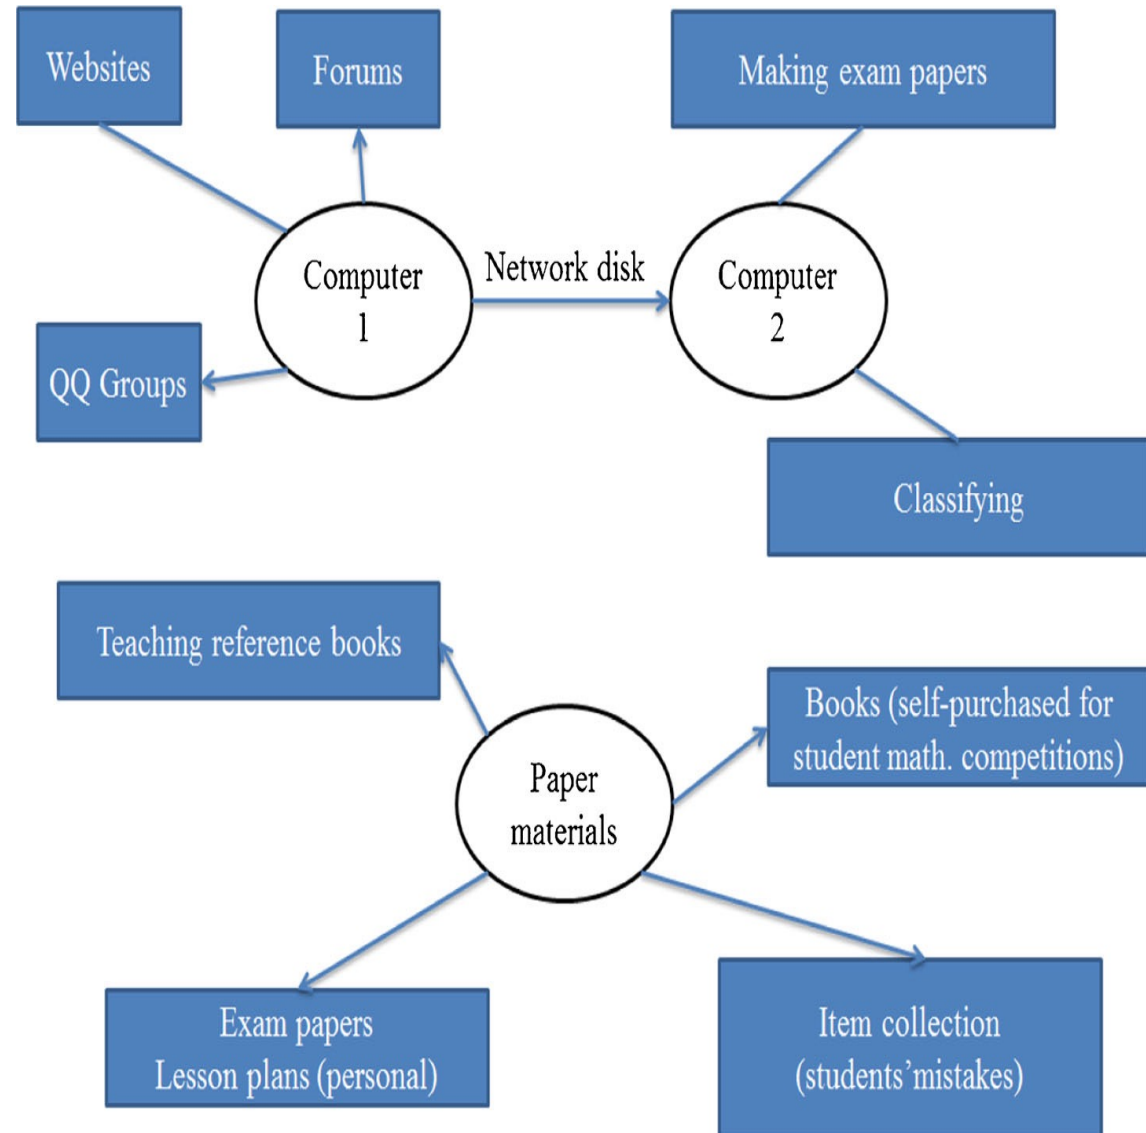 Websites
Forums
Making exam papers
Computer
1
Network disk
Computer
2
QQ Groups
Classifying
Teaching reference books
Books (self-purchased for
student math. competitions)
Paper
materials
Exam papers
Lesson plans (personal)
Item collection
(students’mistakes)